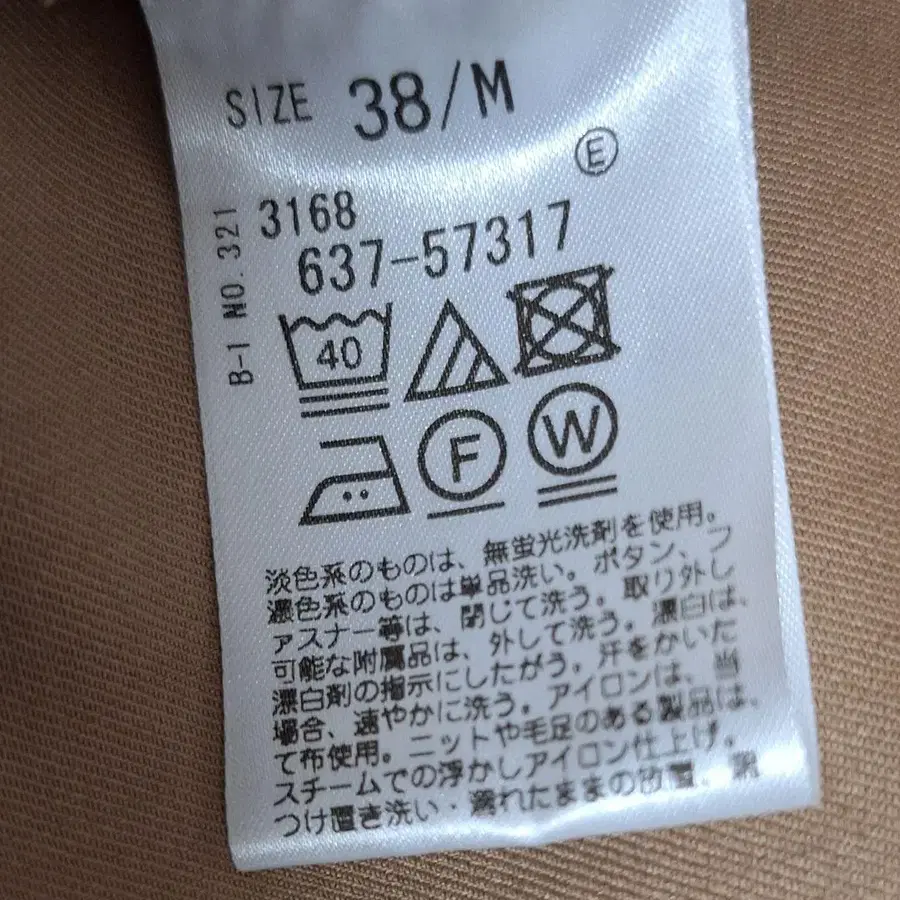 SIZE 38/M
E
B-1 NO.321
3168
637-57317
40
F
W
淡色系のものは、無蛍光洗剤を使用。
濃色系のものは単品洗い。ボタン、フ
ァスナー等は、閉じて洗う。取り外し
可能な附属品は、外して洗う。漂白は、
漂白剤の指示にしたがう。汗をかいた
場合、速やかに洗う。アイロンは、当
て布使用。ニットや毛足のある製品は、
スチームでの浮かしアイロン仕上げ。
つけ置き洗い・濡れたままの放置、